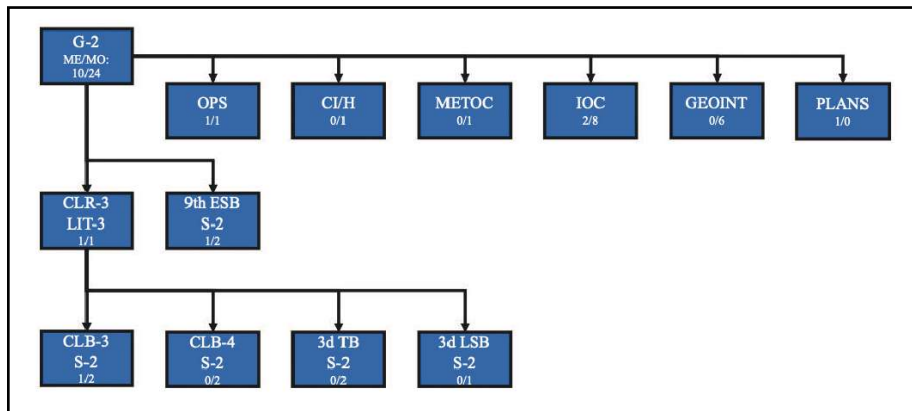 G-2
ME/MO:
10/24
OPS
1/1
CI/H
0/1
METOC
0/1
IOC
2/8
GEOINT
0/6
PLANS
1/0
CLR-3
LIT-3
1/1
9th ESB
S-2
1/2
CLB-3
S-2
1/2
CLB-4
S-2
0/2
3d TB
S-2
0/2
3d LSB
S-2
0/1